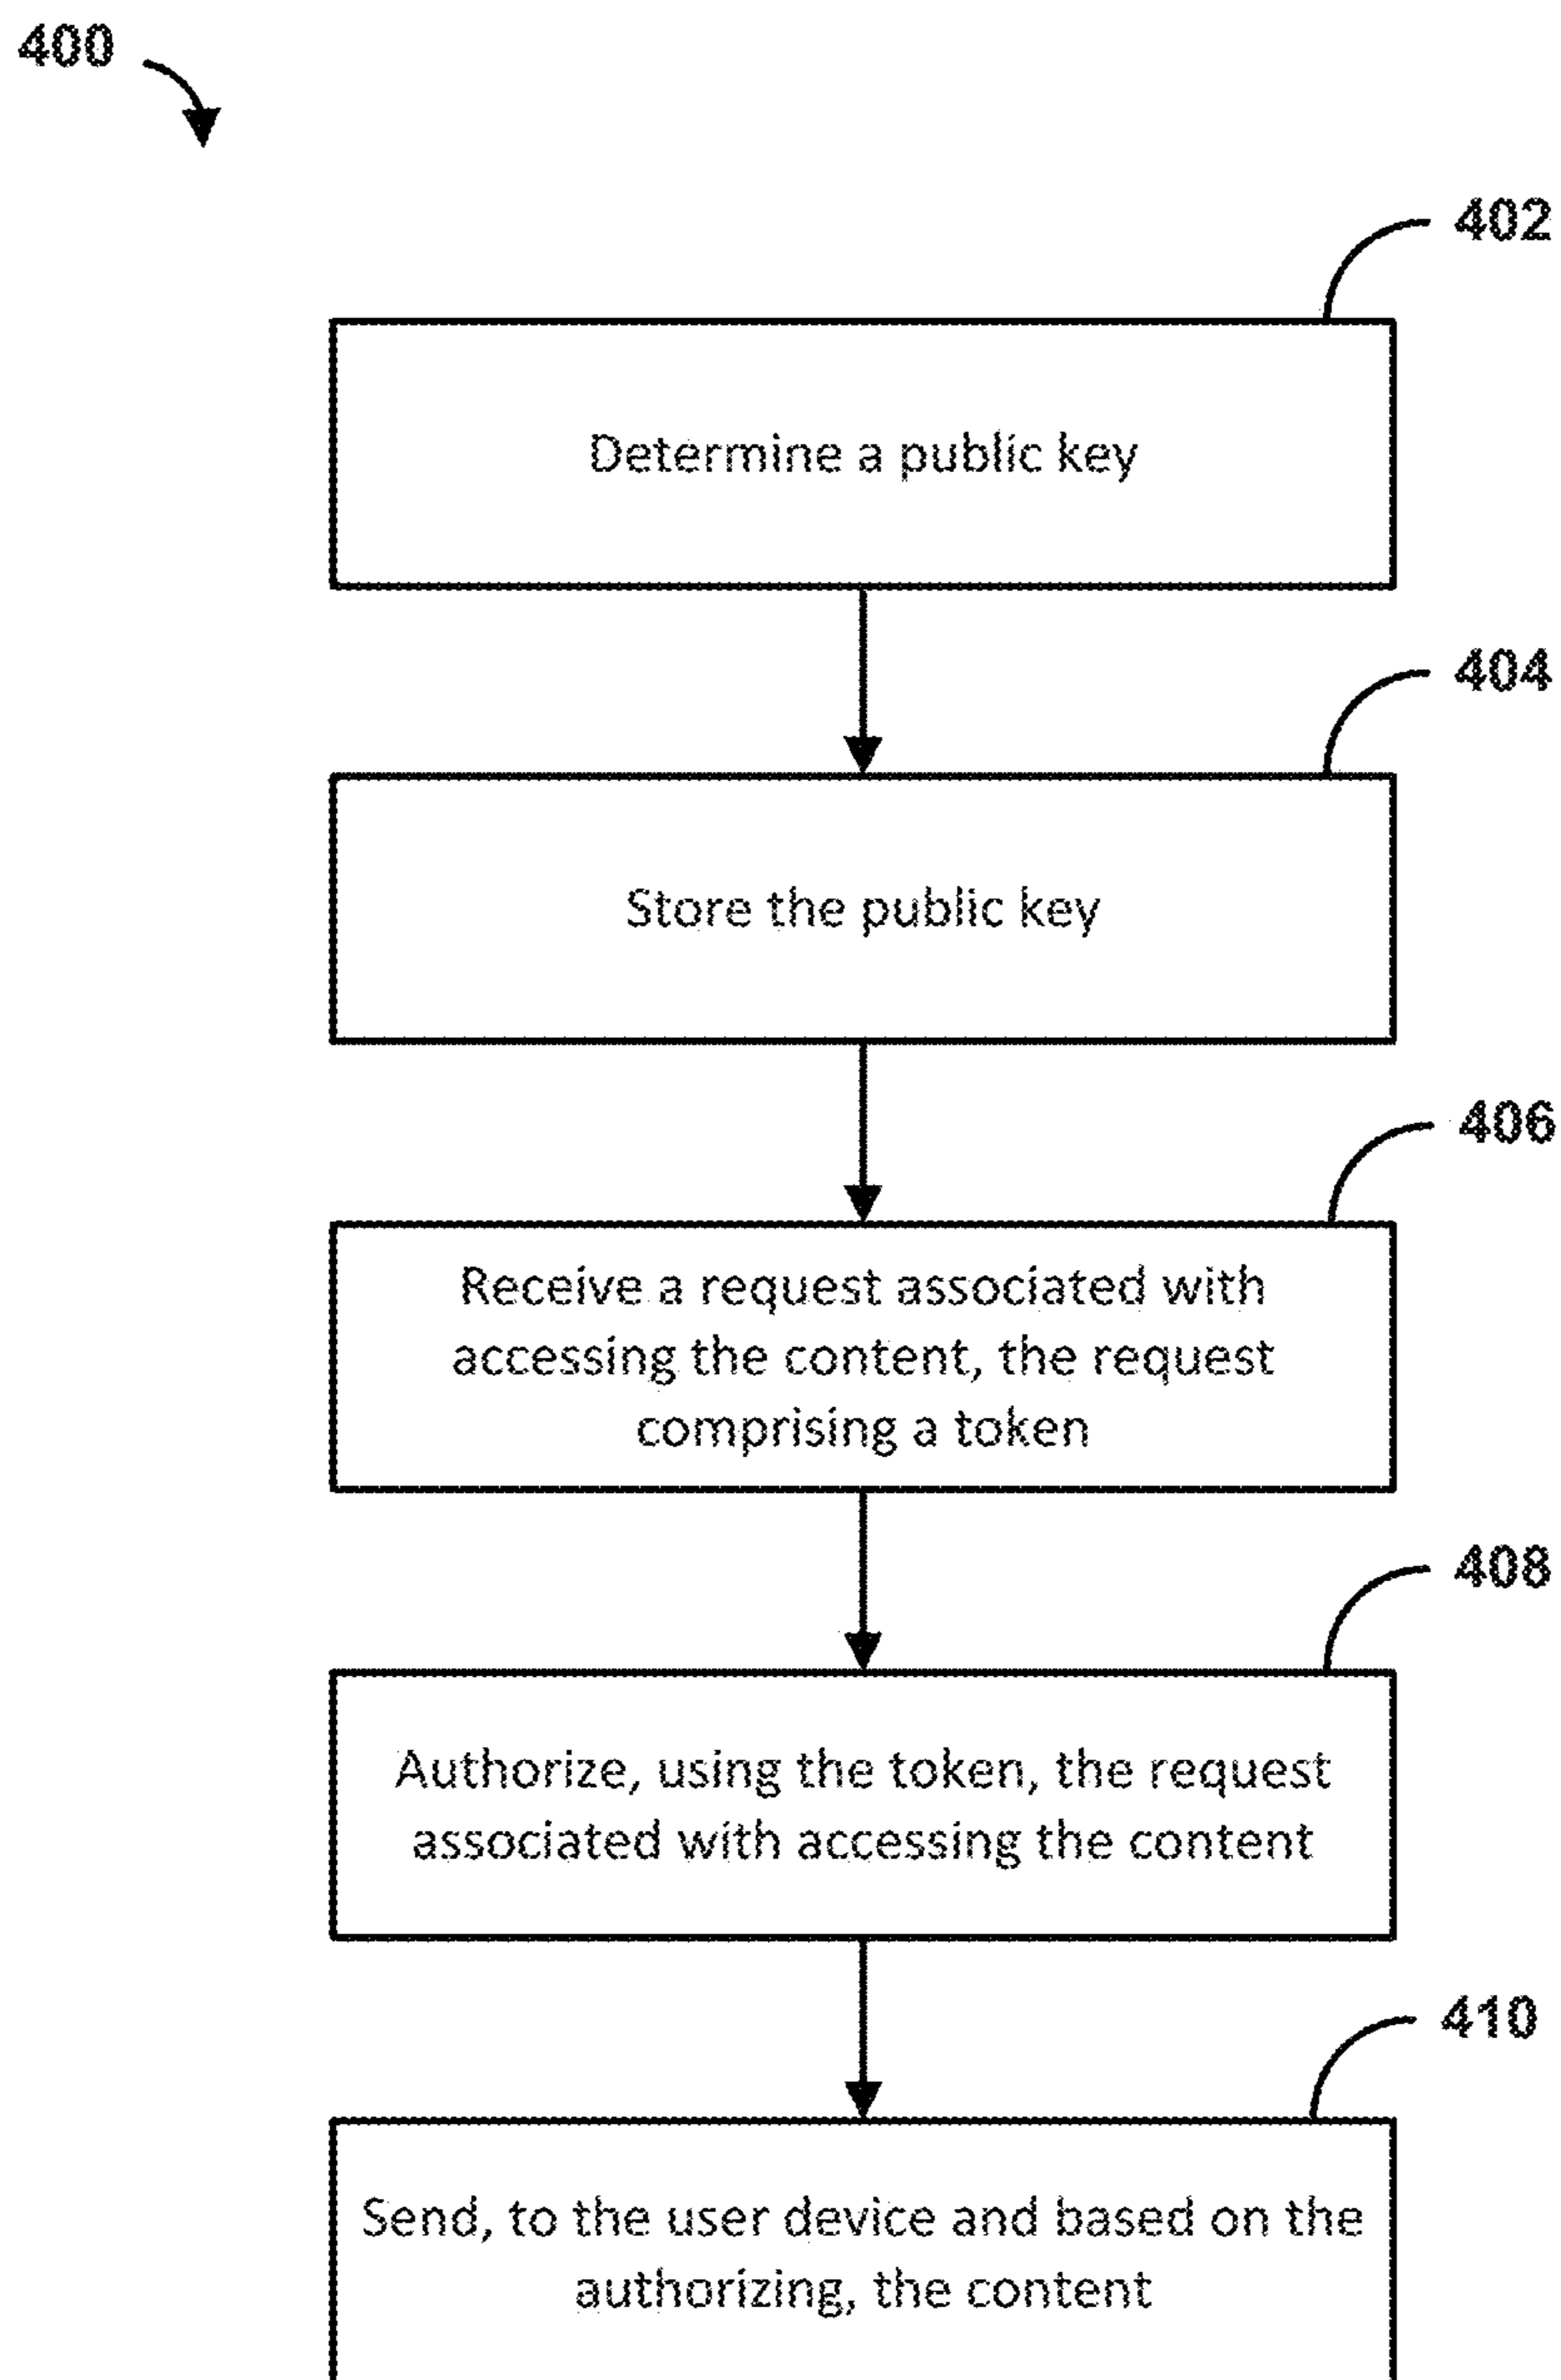 400
402
Determine a public key
404
Store the public key
406
Receive a request associated with
accessing the content, the request
comprising a token
408
Authorize, using the token, the request
associated with accessing the content
410
Send, to the user device and based on the
authorizing, the content